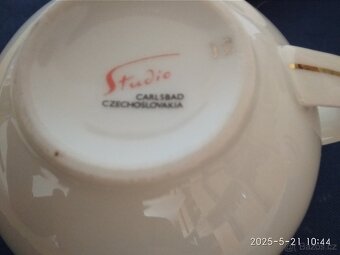 Studio
CARLSBAD
CZECHOSLOVAKIA
2025-5-21 10:44